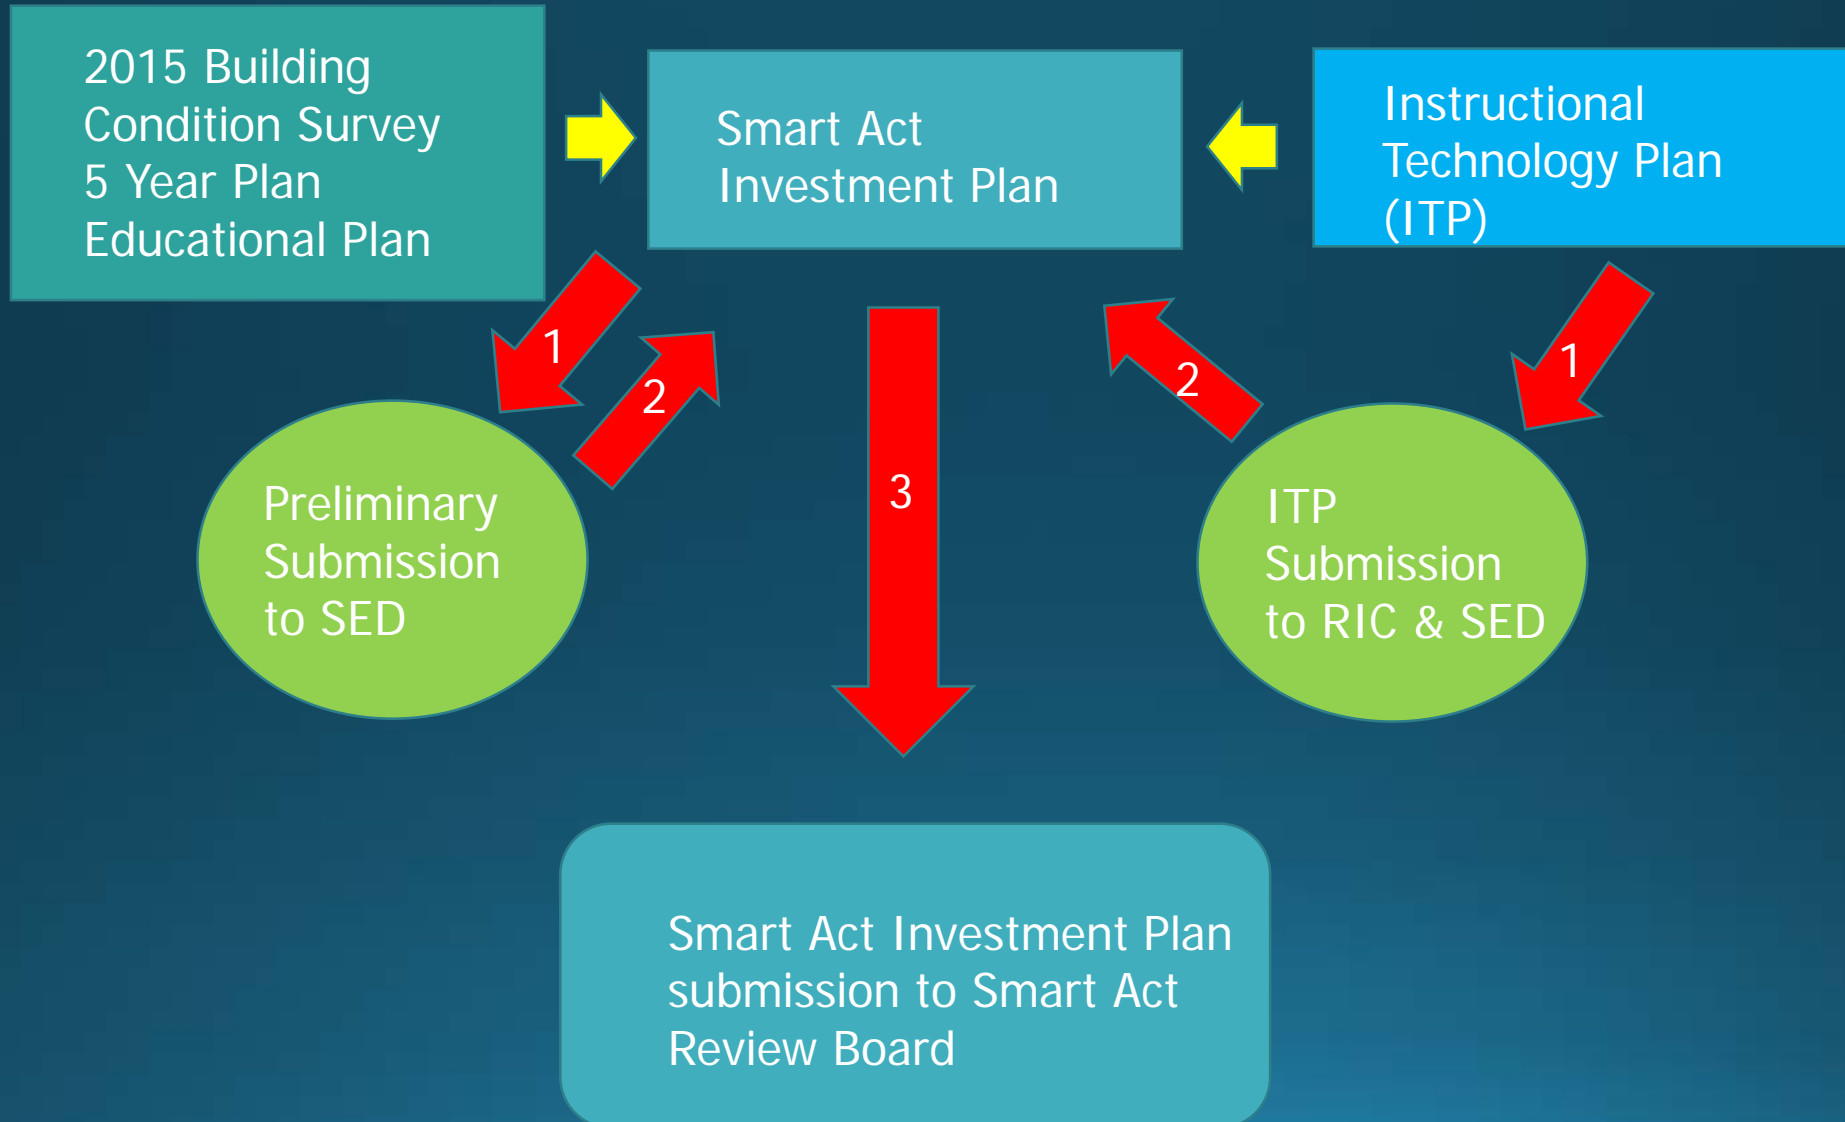 2015 Building
Condition Survey
5 Year Plan
Educational Plan
Smart Act
Investment Plan
Instructional
Technology Plan
(ITP)
1
2
3
2
1
Preliminary
Submission
to SED
ITP
Submission
to RIC & SED
Smart Act Investment Plan
submission to Smart Act
Review Board